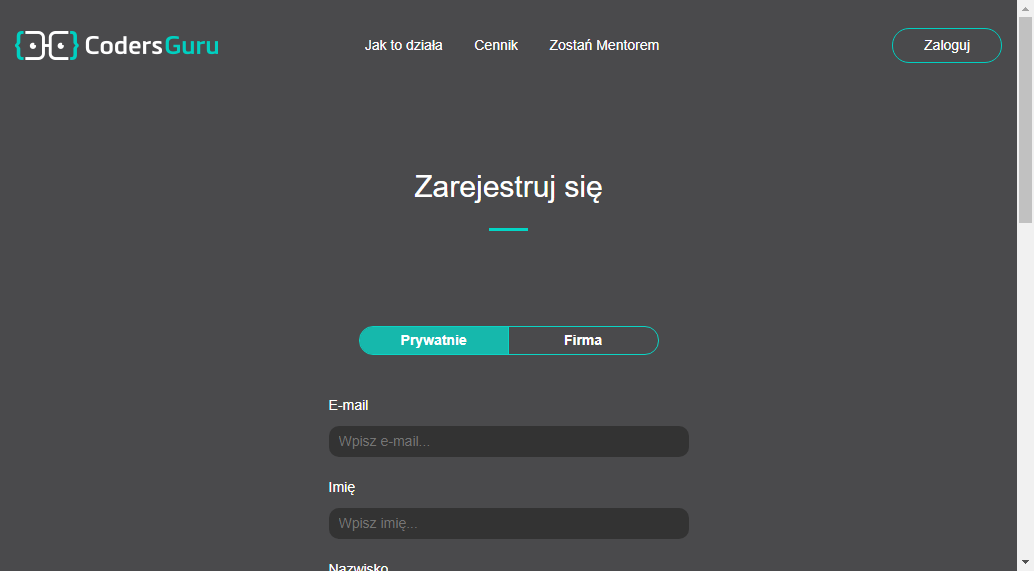 CodersGuru
Jak to działa
Cennik
Zostań Mentorem
Zaloguj
Zarejestruj się
Prywatnie
Firma
E-mail
Wpisz e-mail...
Imię
Wpisz imię...
Nazwisko